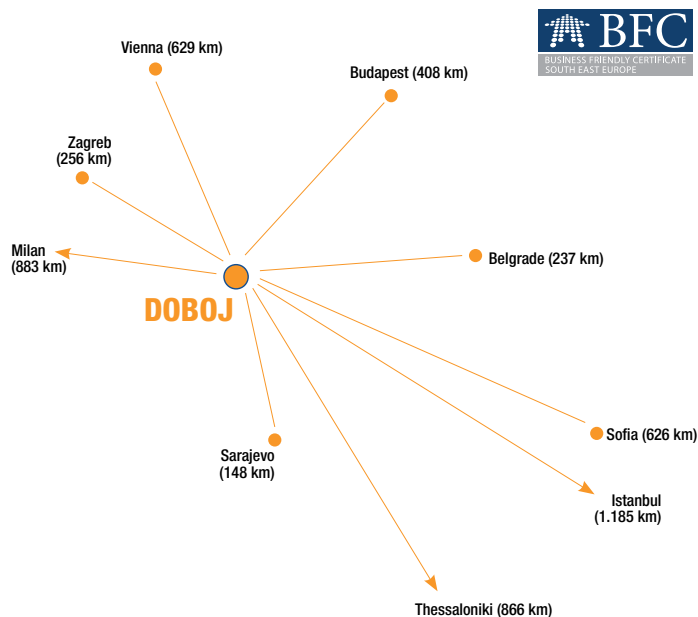 BFC
BUSINESS FRIENDLY CERTIFICATE
SOUTH EAST EUROPE
Vienna (629 km)
Budapest (408 km)
Zagreb
(256 km)
Milan
(883 km)
Belgrade (237 km)
DOBOJ
Sofia (626 km)
Sarajevo
(148 km)
Istanbul
(1.185 km)
Thessaloniki (866 km)